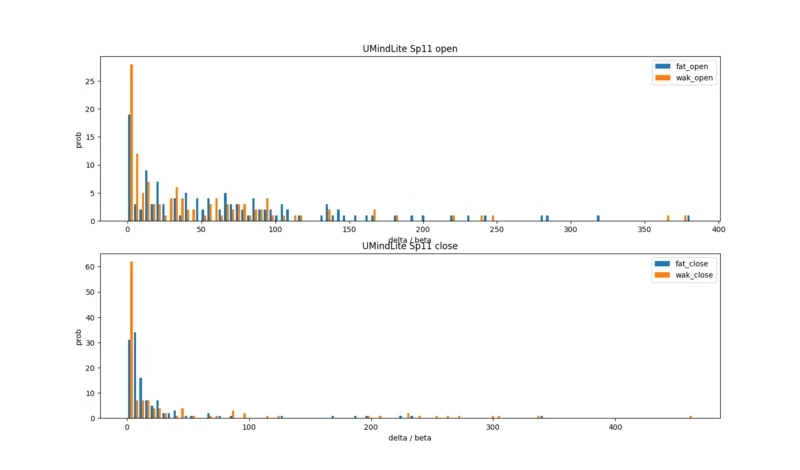 UMindLite Sp11 open
fat_open
wak_open
25
20
15
10
5
0
prob
0 50 100 150 200 250 300 350 400
delta / beta
UMindLite Sp11 close
fat_close
wak_close
60
50
40
30
20
10
0
prob
0 100 200 300 400
delta / beta